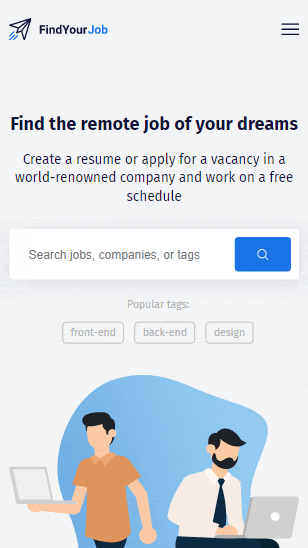 FindYourJob
Find the remote job of your dreams
Create a resume or apply for a vacancy in a
world-renowned company and work on a free
schedule
Search jobs, companies, or tags
Popular tags:
front-end back-end design